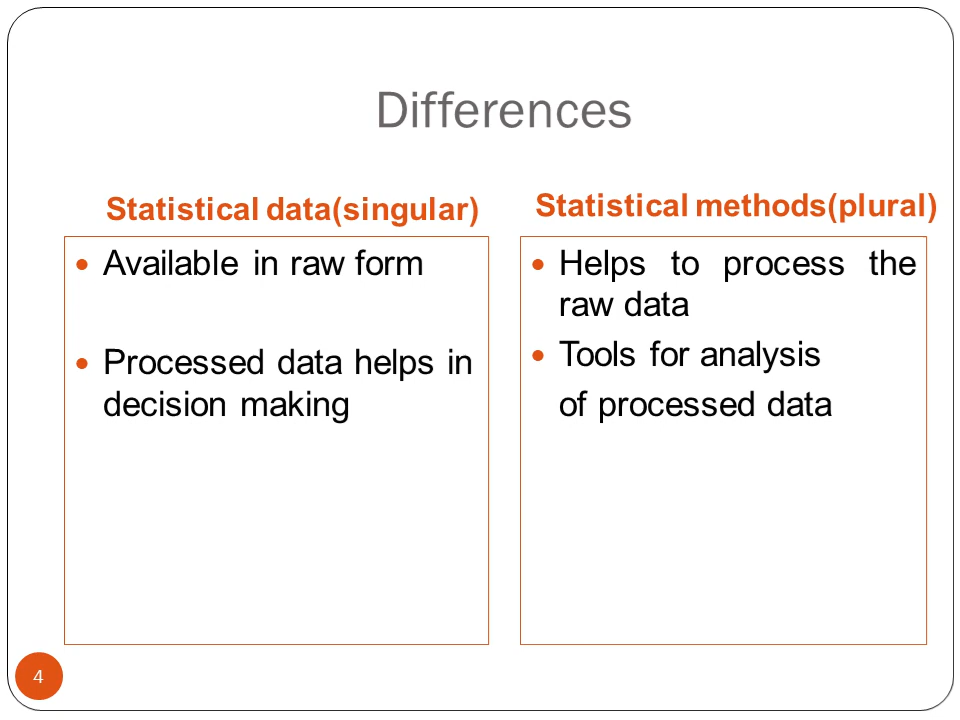 Differences
Statistical data(singular)
Available in raw form
Processed data helps in
decision making
Statistical methods(plural)
Helps to process the
raw data
Tools for analysis
of processed data
4